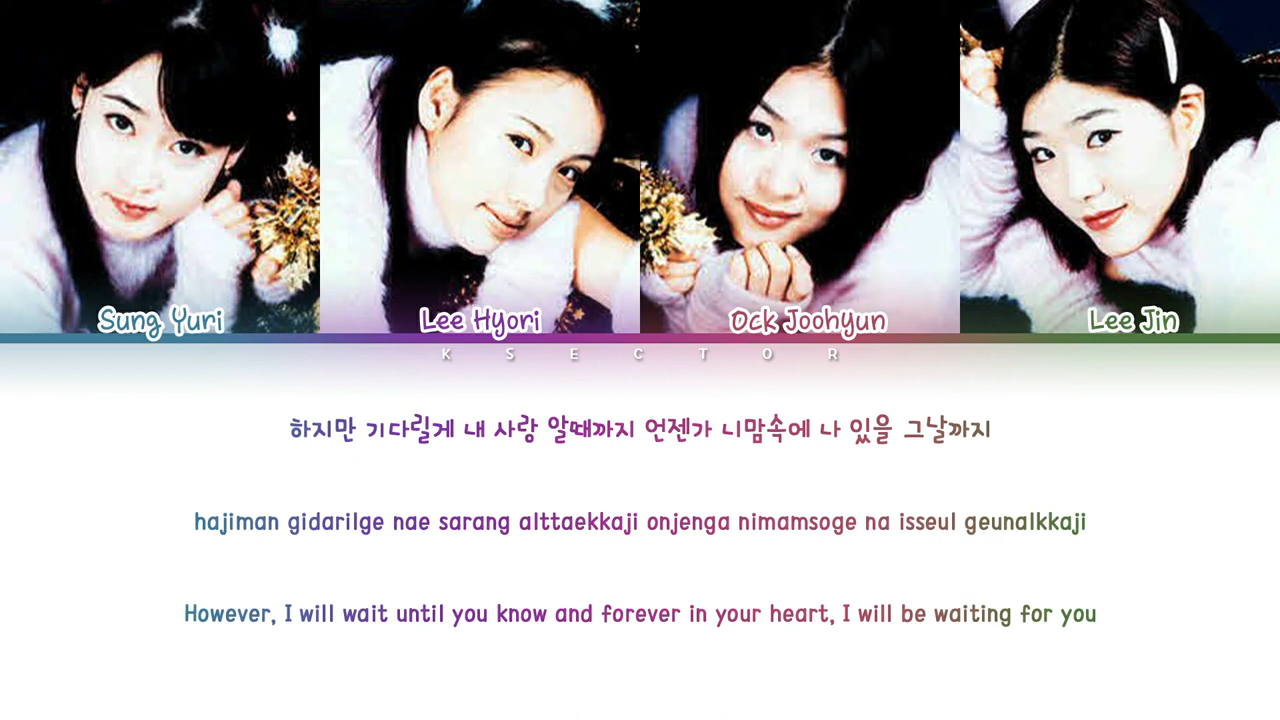 Sung Yuri
Lee Hyori
Ock Joohyun
Lee Jin
K S E C T O R
하지만 기다릴게 내 사랑 알때까지 언젠가 니맘속에 나 있을 그날까지
hajiman gidarilge nae sarang alttaekkaji onjenga nimamsoge na isseul geunalkkaji
However, I will wait until you know and forever in your heart, I will be waiting for you